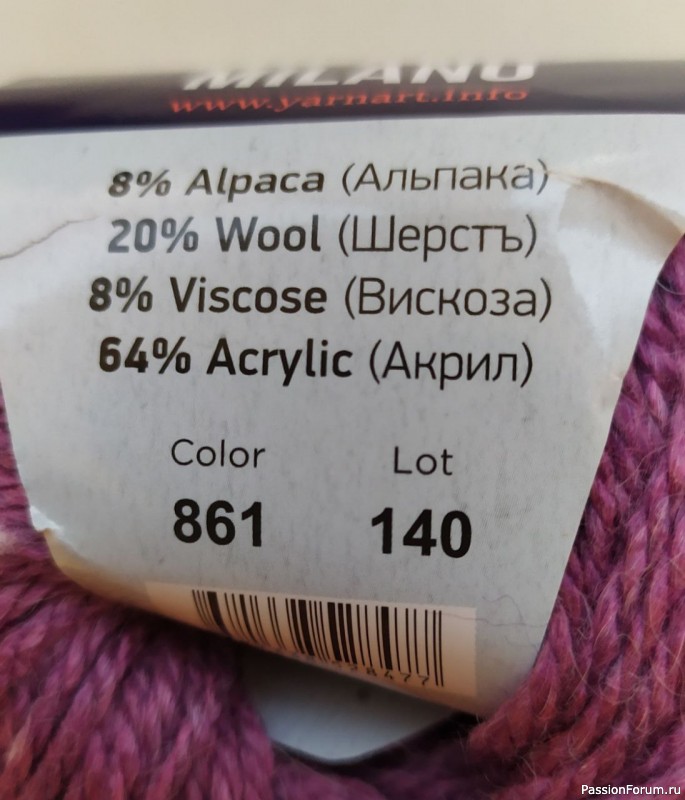 MILANO
www.yarnart.info
8% Alpaca (Альпака)
20% Wool (Шерстъ)
8% Viscose (Вискоза)
64% Acrylic (Акрил)
Color Lot
861 140
PassionForum.ru